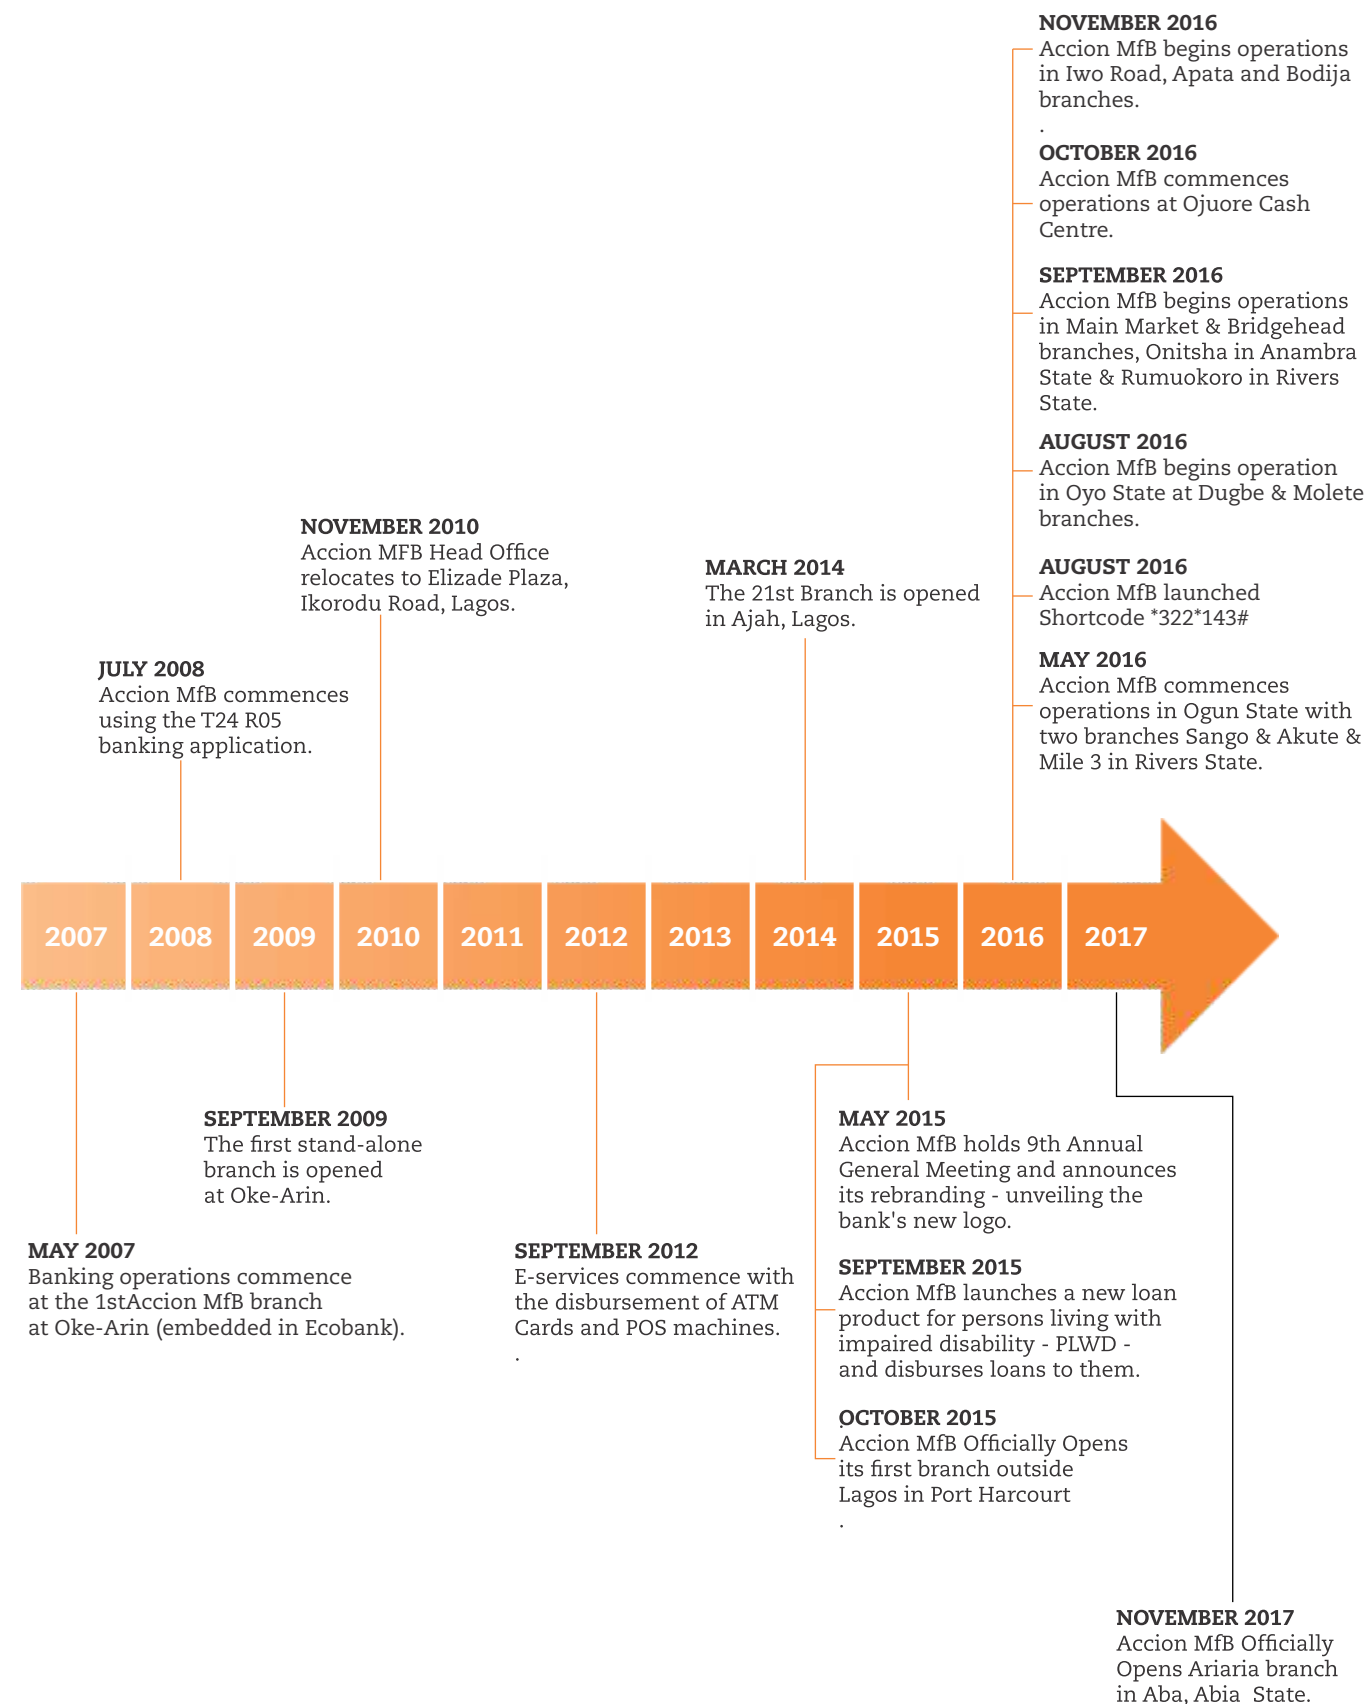 NOVEMBER 2016
Accion MfB begins operations
in Iwo Road, Apata and Bodija
branches.
.
OCTOBER 2016
Accion MfB commences
operations at Ojuore Cash
Centre.
SEPTEMBER 2016
Accion MfB begins operations
in Main Market & Bridgehead
branches, Onitsha in Anambra
State & Rumuokoro in Rivers
State.
AUGUST 2016
Accion MfB begins operation
in Oyo State at Dugbe & Molete
branches.
AUGUST 2016
Accion MfB launched
Shortcode *322*143#
MAY 2016
Accion MfB commences
operations in Ogun State with
two branches Sango & Akute &
Mile 3 in Rivers State.
NOVEMBER 2010
Accion MFB Head Office
relocates to Elizade Plaza,
Ikorodu Road, Lagos.
MARCH 2014
The 21st Branch is opened
in Ajah, Lagos.
JULY 2008
Accion MfB commences
using the T24 R05
banking application.
2007 2008 2009 2010 2011 2012 2013 2014 2015 2016 2017
SEPTEMBER 2009
The first stand-alone
branch is opened
at Oke-Arin.
MAY 2007
Banking operations commence
at the 1stAccion MfB branch
at Oke-Arin (embedded in Ecobank).
SEPTEMBER 2012
E-services commence with
the disbursement of ATM
Cards and POS machines.
.
MAY 2015
Accion MfB holds 9th Annual
General Meeting and announces
its rebranding - unveiling the
bank's new logo.
SEPTEMBER 2015
Accion MfB launches a new loan
product for persons living with
impaired disability - PLWD -
and disburses loans to them.
.
OCTOBER 2015
Accion MfB Officially Opens
its first branch outside
Lagos in Port Harcourt
.
NOVEMBER 2017
Accion MfB Officially
Opens Ariaria branch
in Aba, Abia  State.